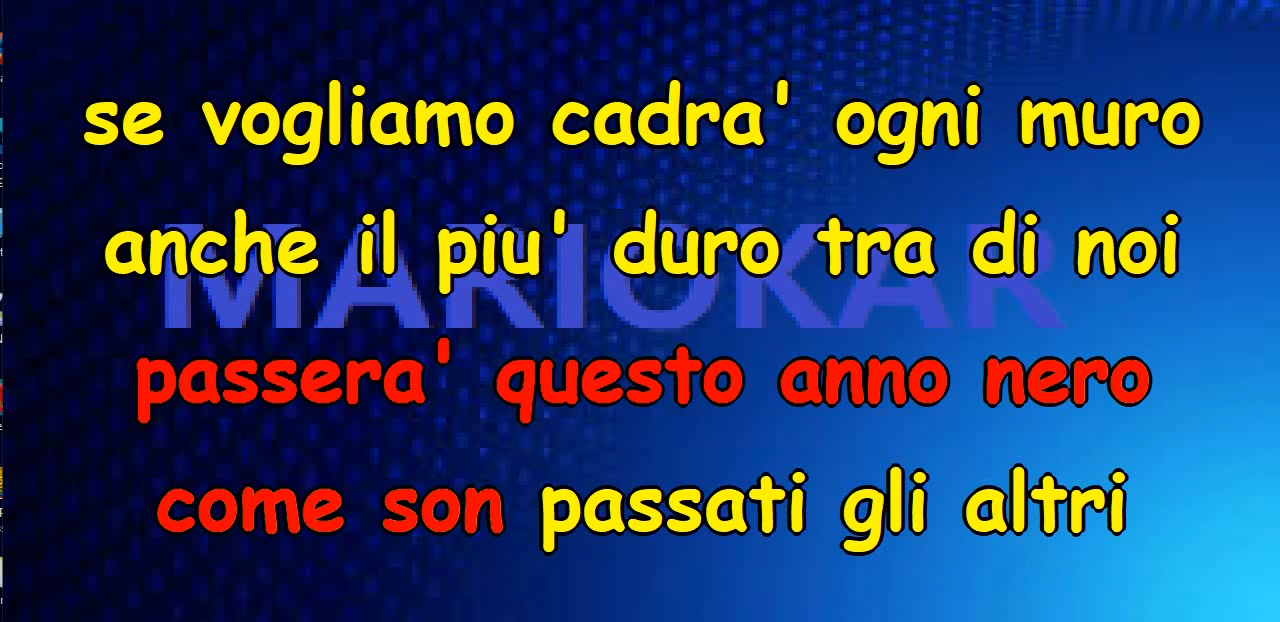 se vogliamo cadra' ogni muro
anche il piu' duro tra di noi
MARIOKAR
passera' questo anno nero
come son passati gli altri